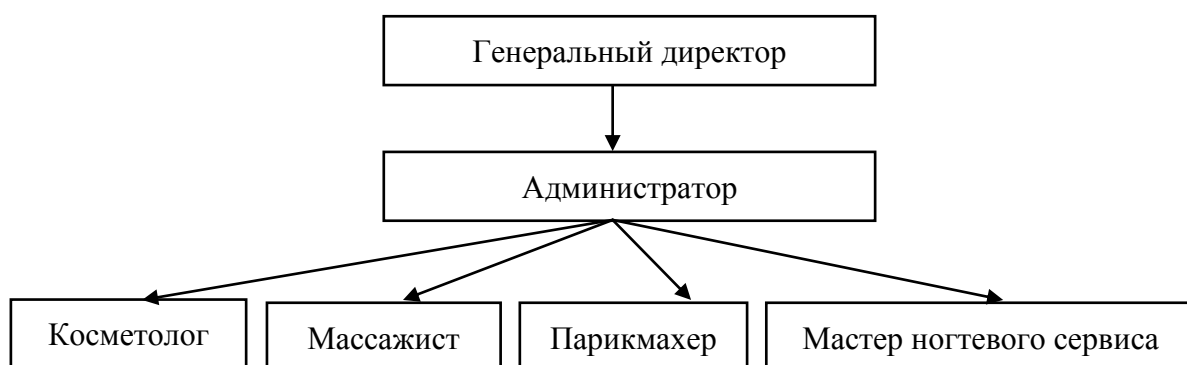 Генеральный директор
Администратор
Косметолог
Массажист
Парикмахер
Мастер ногтевого сервиса